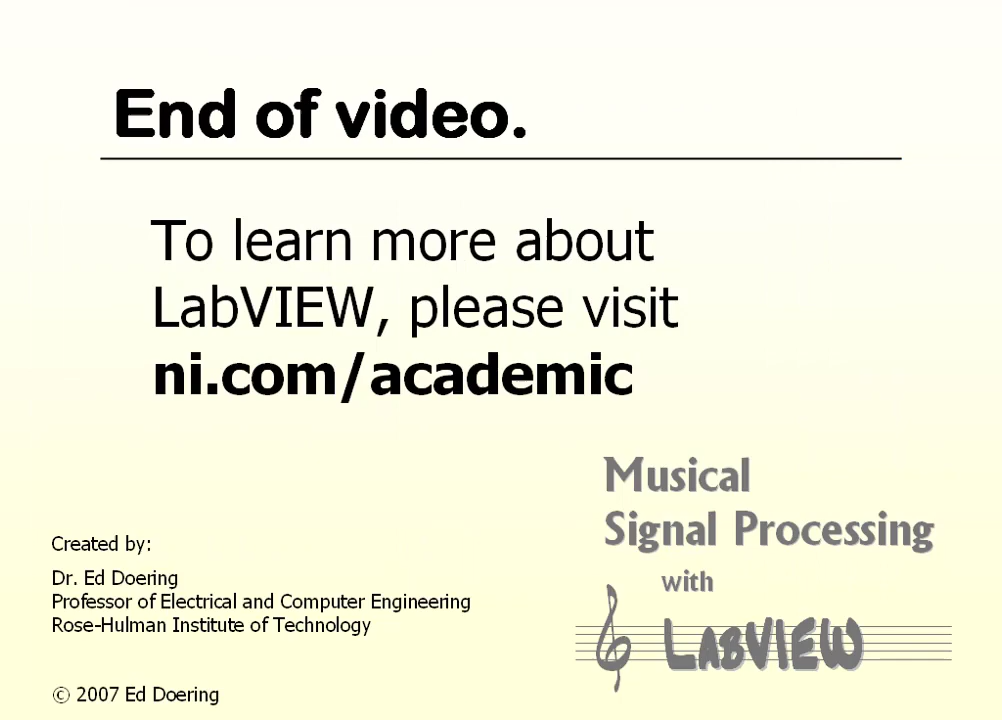 End of video.
To learn more about
LabVIEW, please visit
ni.com/academic
Musical
Signal Processing
with
LABVIEW
Created by:
Dr. Ed Doering
Professor of Electrical and Computer Engineering
Rose-Hulman Institute of Technology
© 2007 Ed Doering